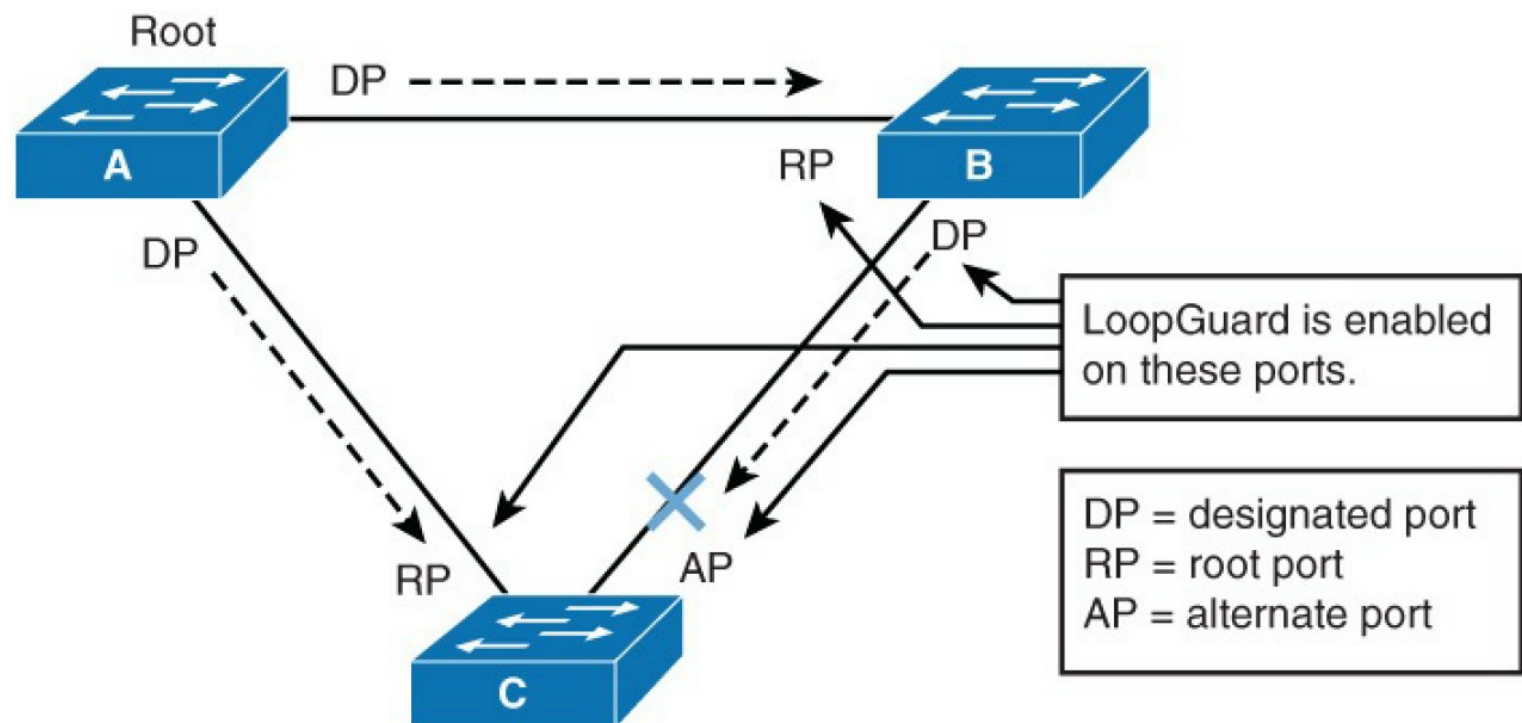 Root
DP
A
B
RP
DP
DP
LoopGuard is enabled
on these ports.
RP
AP
DP = designated port
RP = root port
AP = alternate port
C